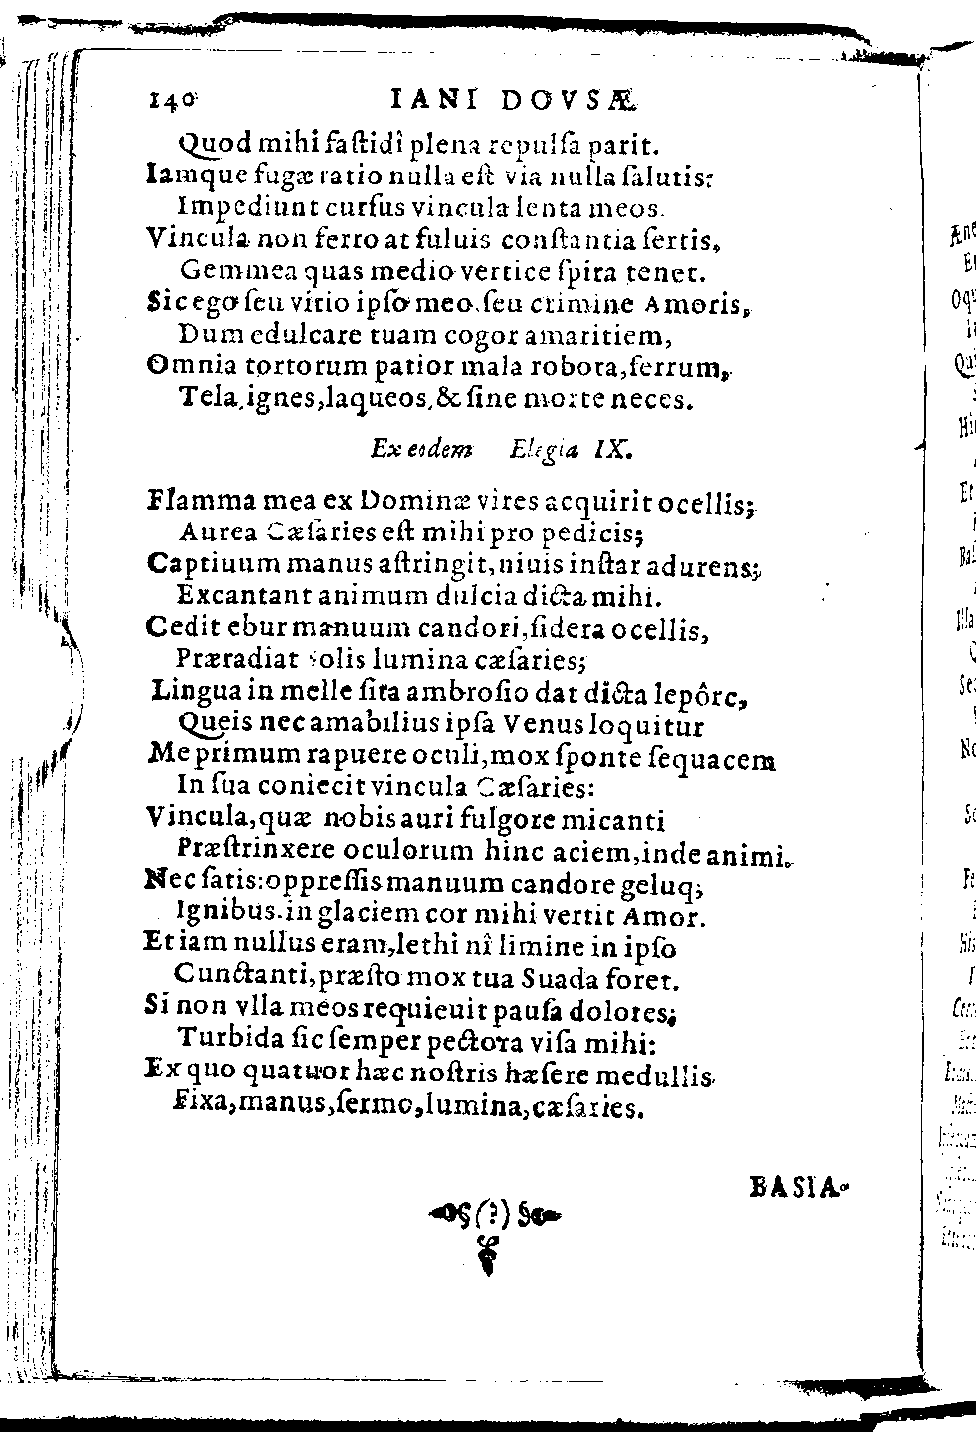 140 IANI DOVSÆ
Quod mihi faſtidî plena repulſa parit.
Iamque fugæ ratio nulla eſt via nulla ſalutis:
Impediunt curſus vincula lenta meos.
Vincula non ferro at fuluis conſtantia ſertis,
Gemmea quas medio vertice ſpira tenet.
Sic ego ſeu vitio ipſo meo, ſeu crimine Amoris,
Dum edulcare tuam cogor amaritiem,
Omnia tortorum patior mala robora, ferrum,
Tela, ignes, laqueos, & ſine morte neces.
Ex eodem Elegia IX.
Flamma mea ex Dominæ vires acquirit ocellis;
Aurea Cæſaries eſt mihi pro pedicis;
Captiuum manus aſtringit, niuis inſtar adurens;
Excantant animum dulcia dicta mihi.
Cedit ebur manuum candori, ſidera ocellis,
Præradiat ſolis lumina cæſaries;
Lingua in melle ſita ambroſio dat dicta lepôre,
Queis nec amabilius ipſa Venus loquitur
Me primum rapuere oculi, mox ſponte ſequacem
In ſua coniecit vincula Cæſaries:
Vincula, quæ nobis auri fulgore micanti
Præſtrinxere oculorum hinc aciem, inde animi.
Nec ſatis: oppreſſis manuum candore geluq;
Ignibus in glaciem cor mihi vertit Amor.
Et iam nullus eram, lethi nî limine in ipſo
Cunctanti, præſto mox tua Suada foret.
Si non vlla meos requieuit pauſa dolores;
Turbida ſic ſemper pectora viſa mihi:
Ex quo quatuor hæc noſtris hæſere medullis
Fixa, manus, ſermo, lumina, cæſaries.
BASIA